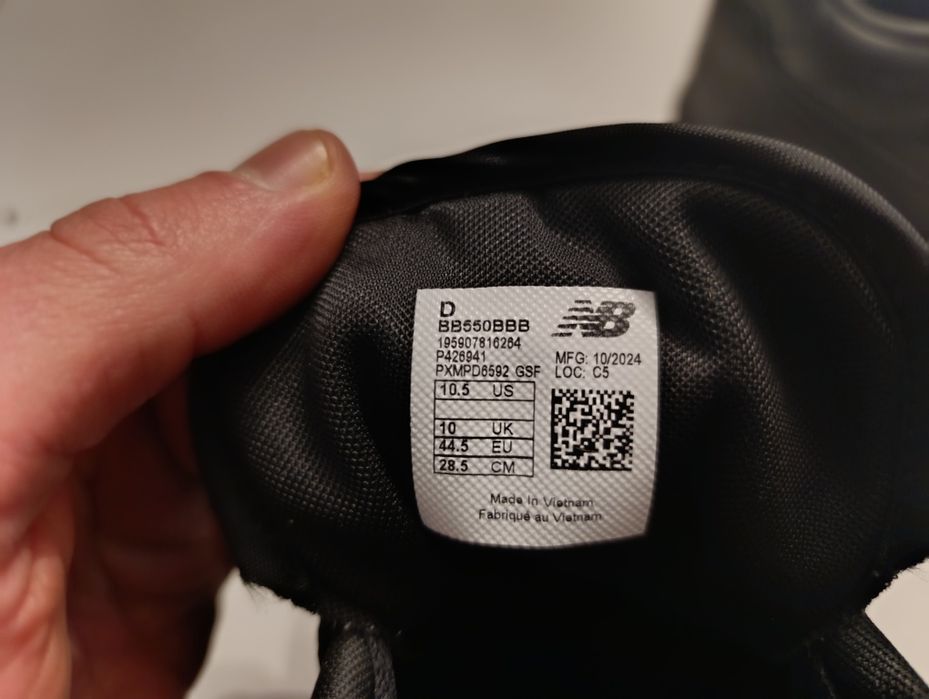 D
BB550BBB
NB
195907816264
P426941
PXMPD6592 GSF
MFG: 10/2024
LOC: C5
10.5 US
10 UK
44.5 EU
28.5 CM
Made In Vietnam
Fabriqué au Vietnam